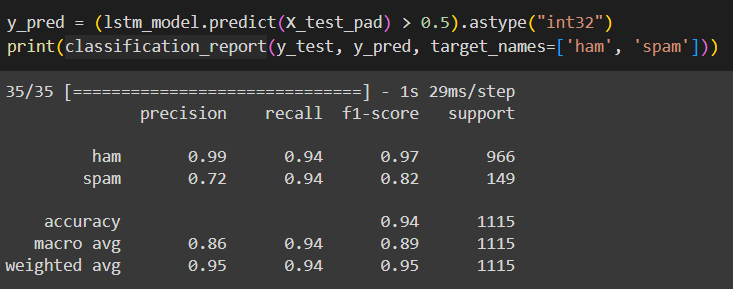 y_pred = (lstm_model.predict(X_test_pad) > 0.5).astype("int32")
print(classification_report(y_test, y_pred, target_names=['ham', 'spam']))
35/35 [==============================] - 1s 29ms/step
precision recall f1-score support
ham 0.99 0.94 0.97 966
spam 0.72 0.94 0.82 149
accuracy 0.94 1115
macro avg 0.86 0.94 0.89 1115
weighted avg 0.95 0.94 0.95 1115